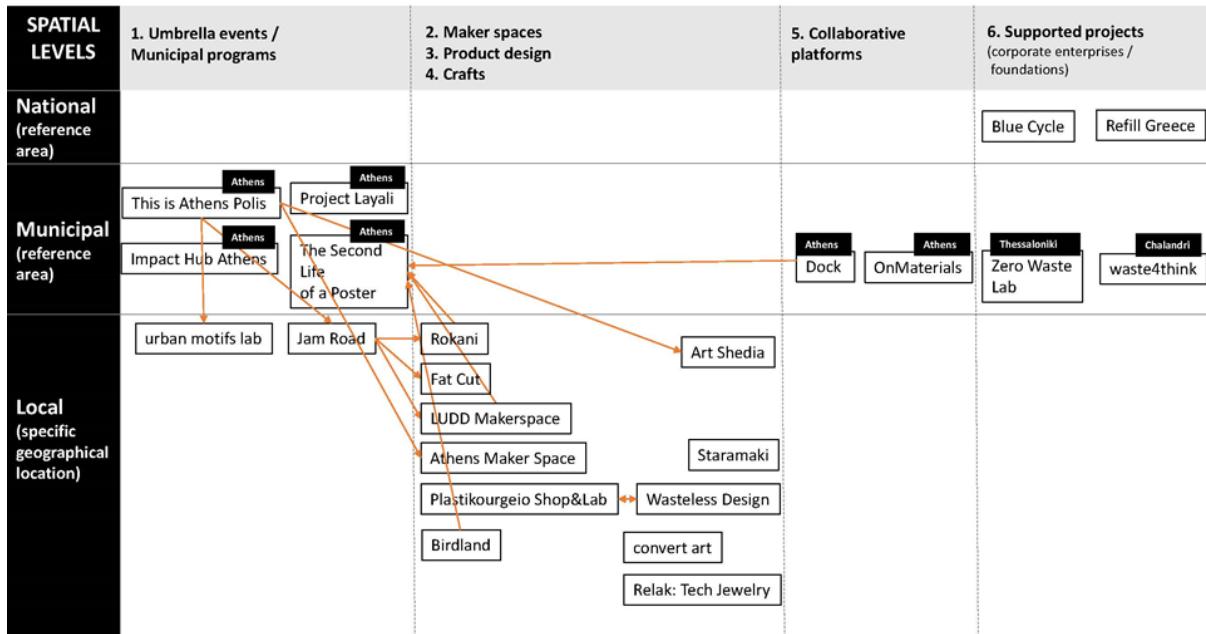 SPATIAL
LEVELS
1. Umbrella events /
Municipal programs
2. Maker spaces
3. Product design
4. Crafts
5. Collaborative
platforms
6. Supported projects
(corporate enterprises /
foundations)
National
(reference
area)
Blue Cycle
Refill Greece
Municipal
(reference
area)
Athens
This is Athens Polis
Athens
Project Layali
Athens
Impact Hub Athens
Athens
The Second
Life
of a Poster
Athens
Dock
Athens
OnMaterials
Thessaloniki
Zero Waste
Lab
Chalandri
waste4think
Local
(specific
geographical
location)
urban motifs lab
Jam Road
Rokani
Art Shedia
Fat Cut
LUDD Makerspace
Athens Maker Space
Staramaki
Plastikourgeio Shop&Lab
Wasteless Design
Birdland
convert art
Relak: Tech Jewelry